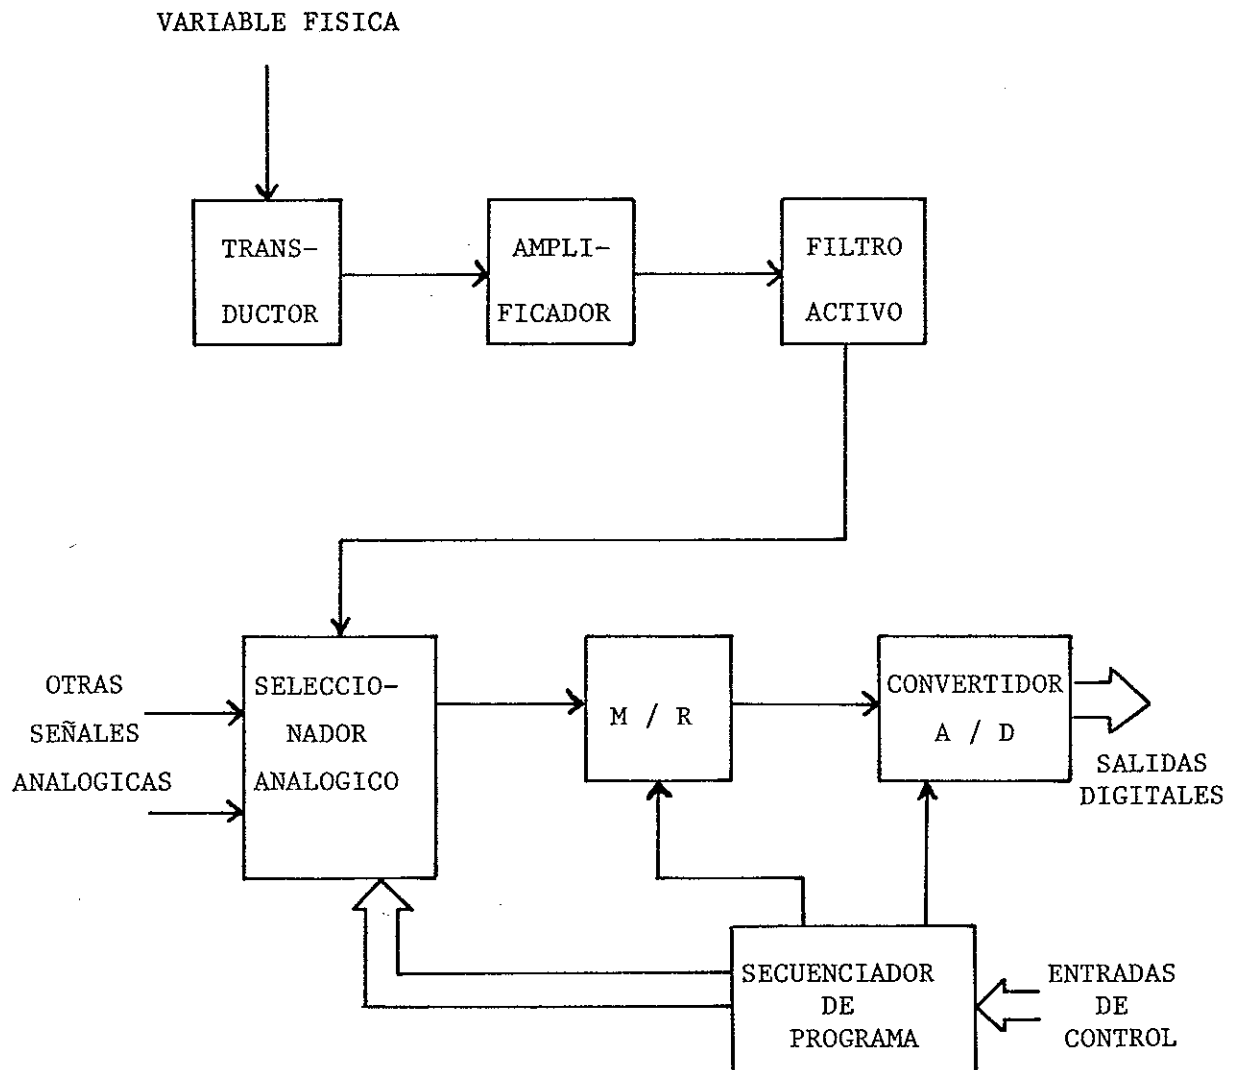 VARIABLE FISICA
TRANS-
DUCTOR
AMPLI-
FICADOR
FILTRO
ACTIVO
OTRAS
SEÑALES
ANALOGICAS
SELECCIO-
NADOR
ANALOGICO
M / R
CONVERTIDOR
A / D
SALIDAS
DIGITALES
SECUENCIADOR
DE
PROGRAMA
ENTRADAS
DE
CONTROL